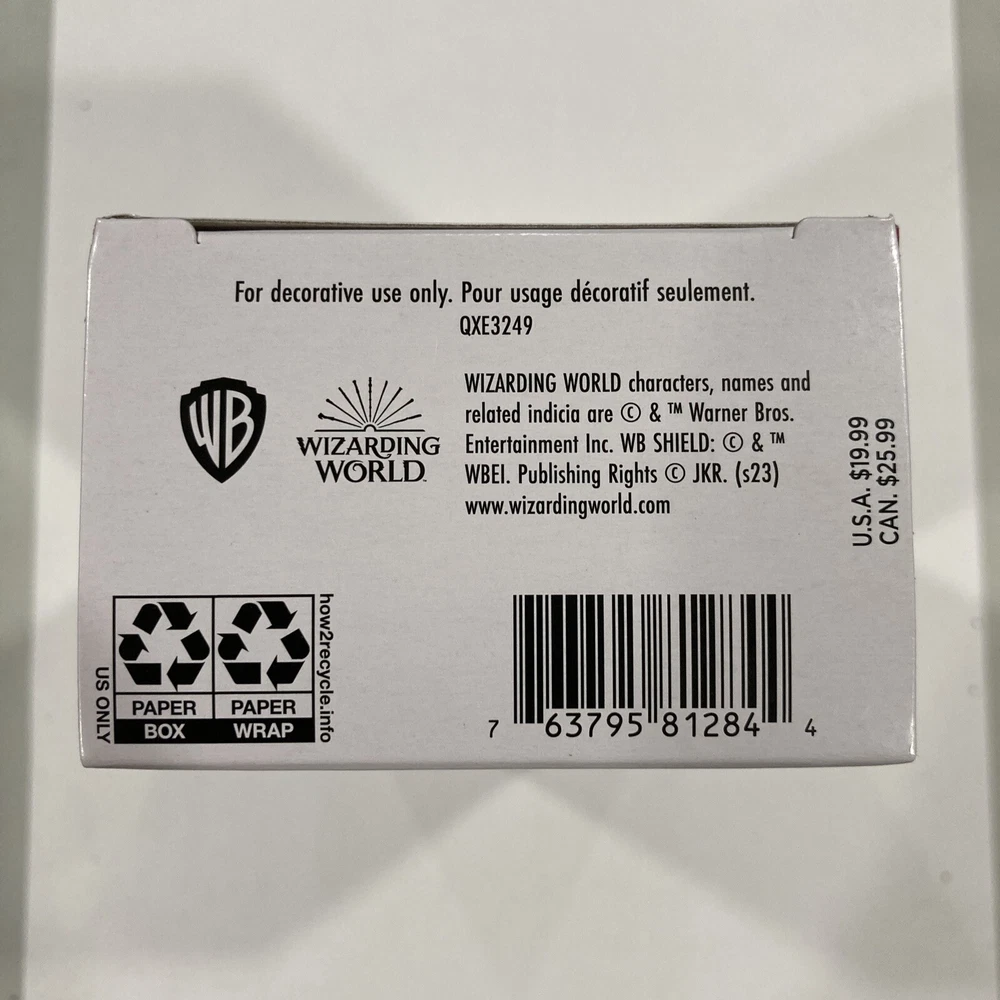 For decorative use only. Pour usage décoratif seulement.
QXE3249
WB
WIZARDING
WORLD™
WIZARDING WORLD characters, names and
related indicia are © & ™ Warner Bros.
Entertainment Inc. WB SHIELD: © & ™
WBEI. Publishing Rights © JKR. (s23)
www.wizardingworld.com
U.S.A. $19.99
CAN. $25.99
US ONLY
PAPER
BOX
PAPER
WRAP
how2recycle.info
7 63795 81284 4